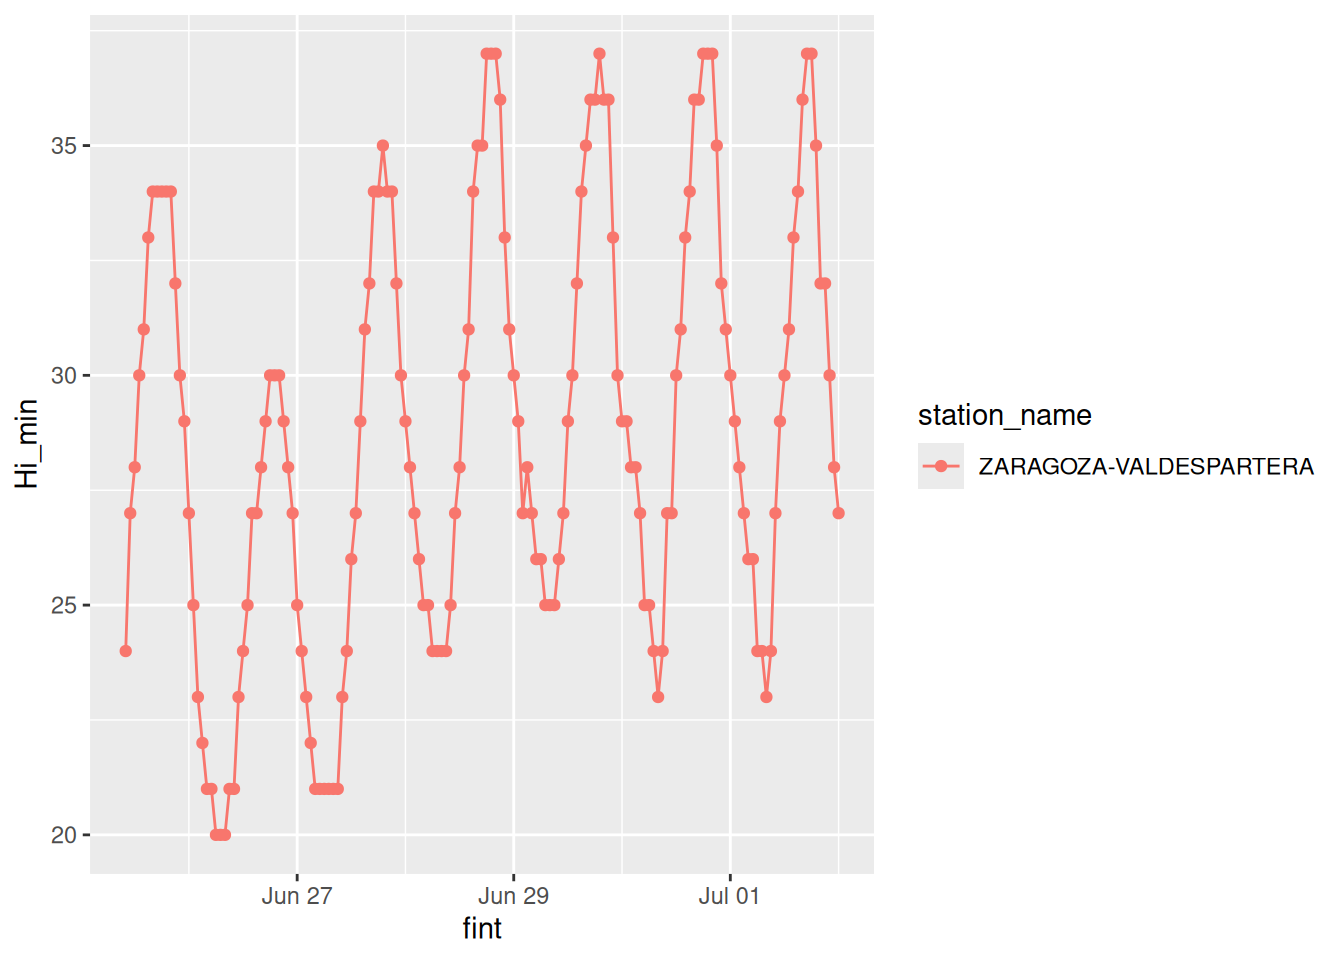 35
30
25
20
Hi_min
Jun 27
Jun 29
Jul 01
fint
station_name
ZARAGOZA-VALDESPARTERA